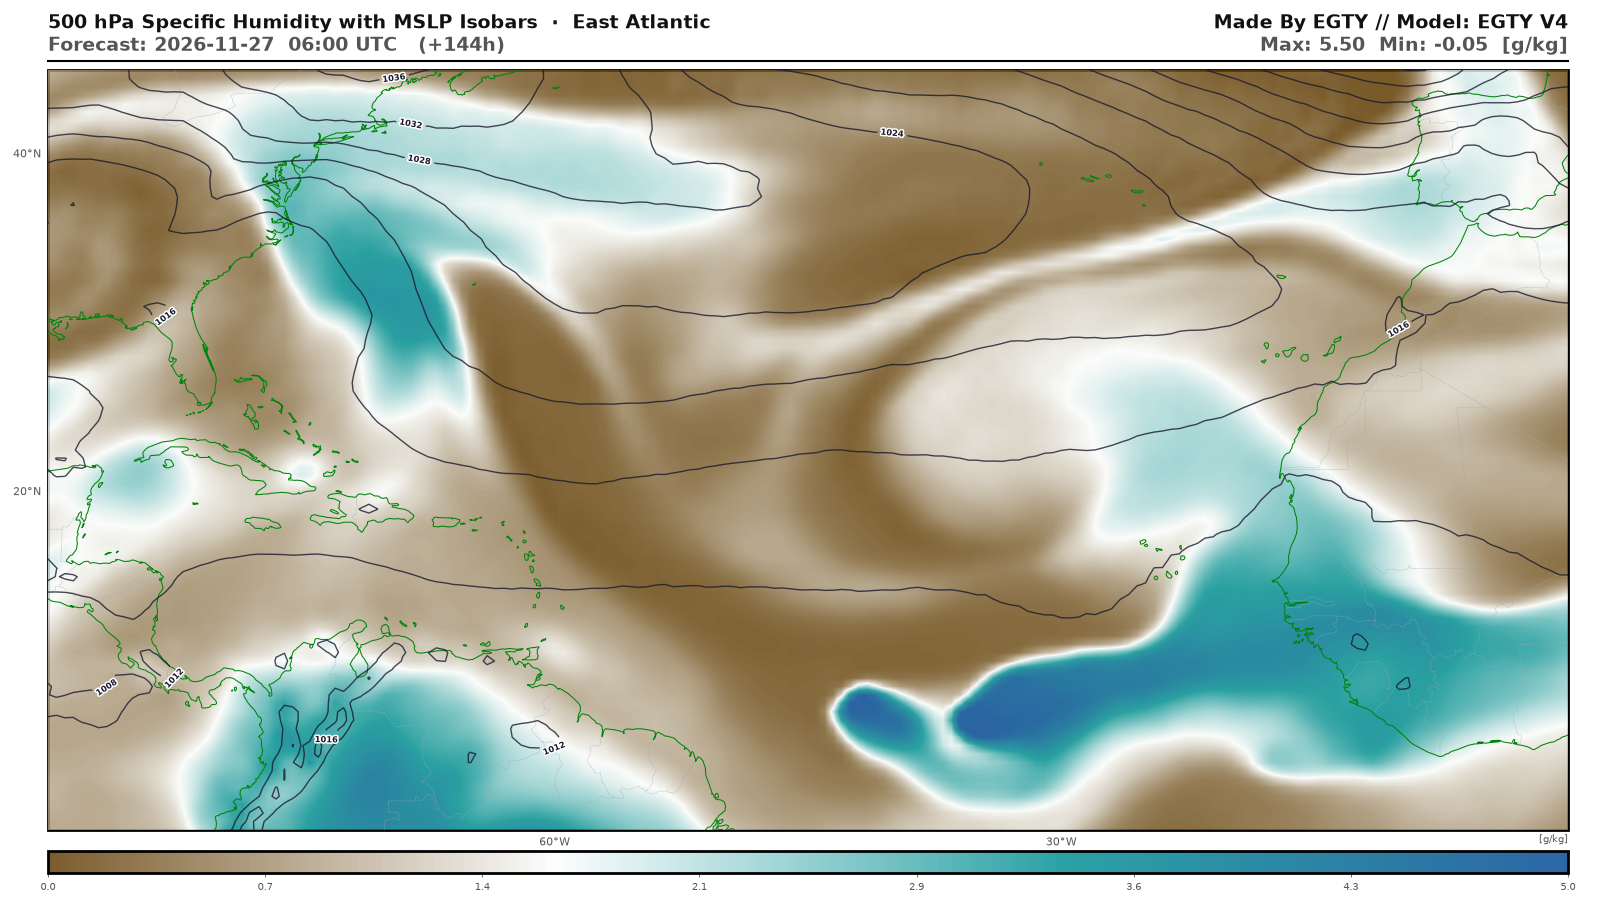 500 hPa Specific Humidity with MSLP Isobars · East Atlantic
Made By EGTY // Model: EGTY V4
Forecast: 2026-11-27 06:00 UTC (+144h)
Max: 5.50 Min: -0.05 [g/kg]
1036
1032
1024
40°N
1028
1016
1016
20°N
1012
1008
1016
1012
60°W
30°W
[g/kg]
0.0 0.7 1.4 2.1 2.9 3.6 4.3 5.0